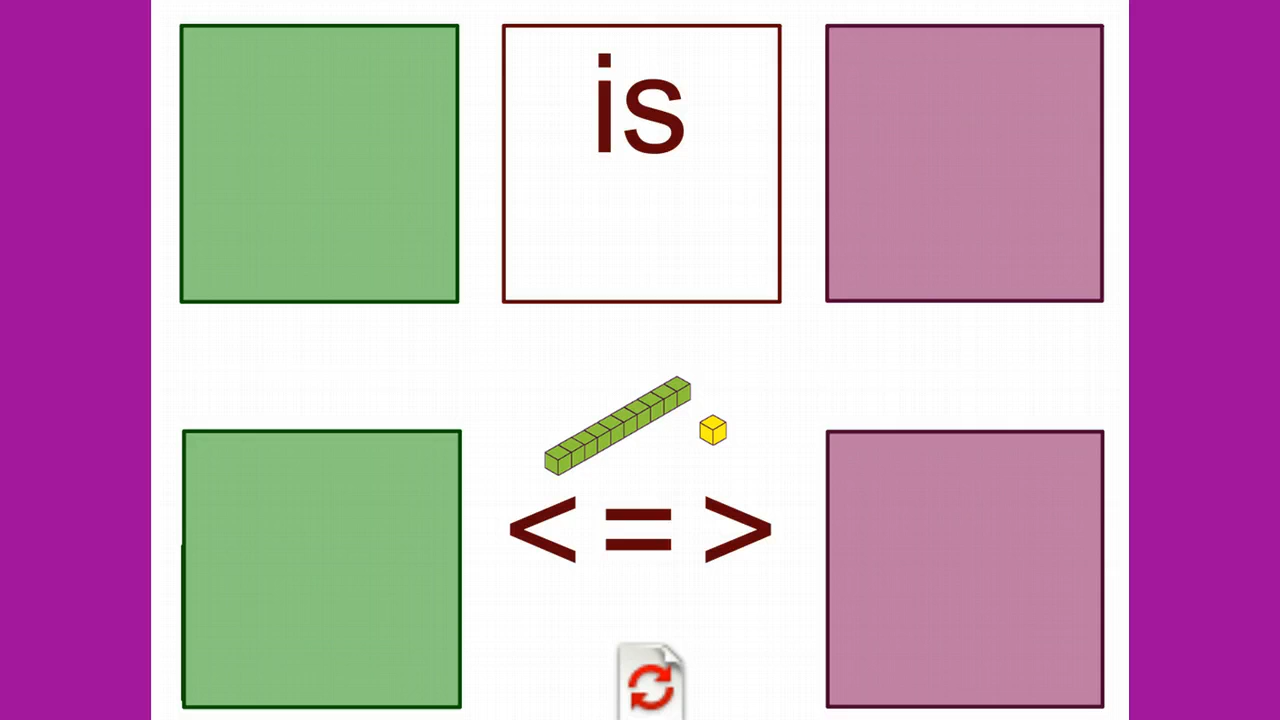 is
< = >